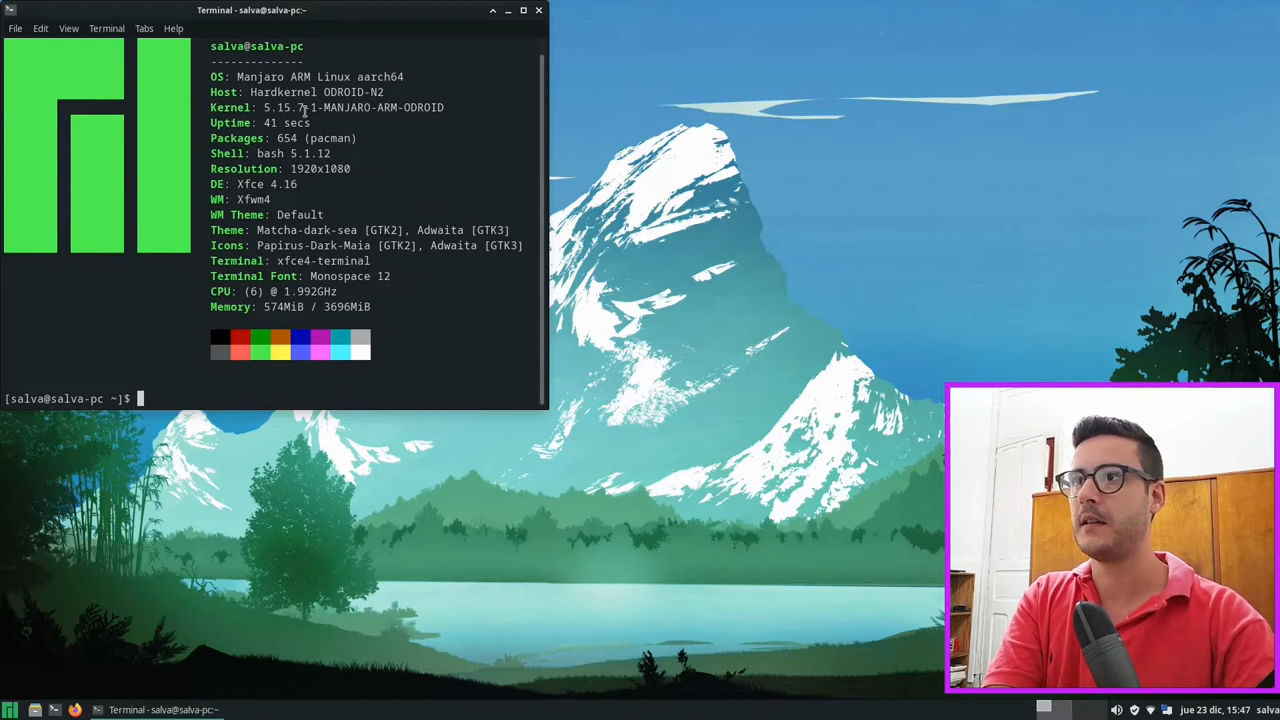 Terminal - salva@salva-pc:~
File Edit View Terminal Tabs Help
salva@salva-pc
--------------
OS: Manjaro ARM Linux aarch64
Host: Hardkernel ODROID-N2
Kernel: 5.15.7-1-MANJARO-ARM-ODROID
Uptime: 41 secs
Packages: 654 (pacman)
Shell: bash 5.1.12
Resolution: 1920x1080
DE: Xfce 4.16
WM: Xfwm4
WM Theme: Default
Theme: Matcha-dark-sea [GTK2], Adwaita [GTK3]
Icons: Papirus-Dark-Maia [GTK2], Adwaita [GTK3]
Terminal: xfce4-terminal
Terminal Font: Monospace 12
CPU: (6) @ 1.992GHz
Memory: 574MiB / 3696MiB
[salva@salva-pc ~]$
Terminal - salva@salva-pc:~
jue 23 dic, 15:47 salva